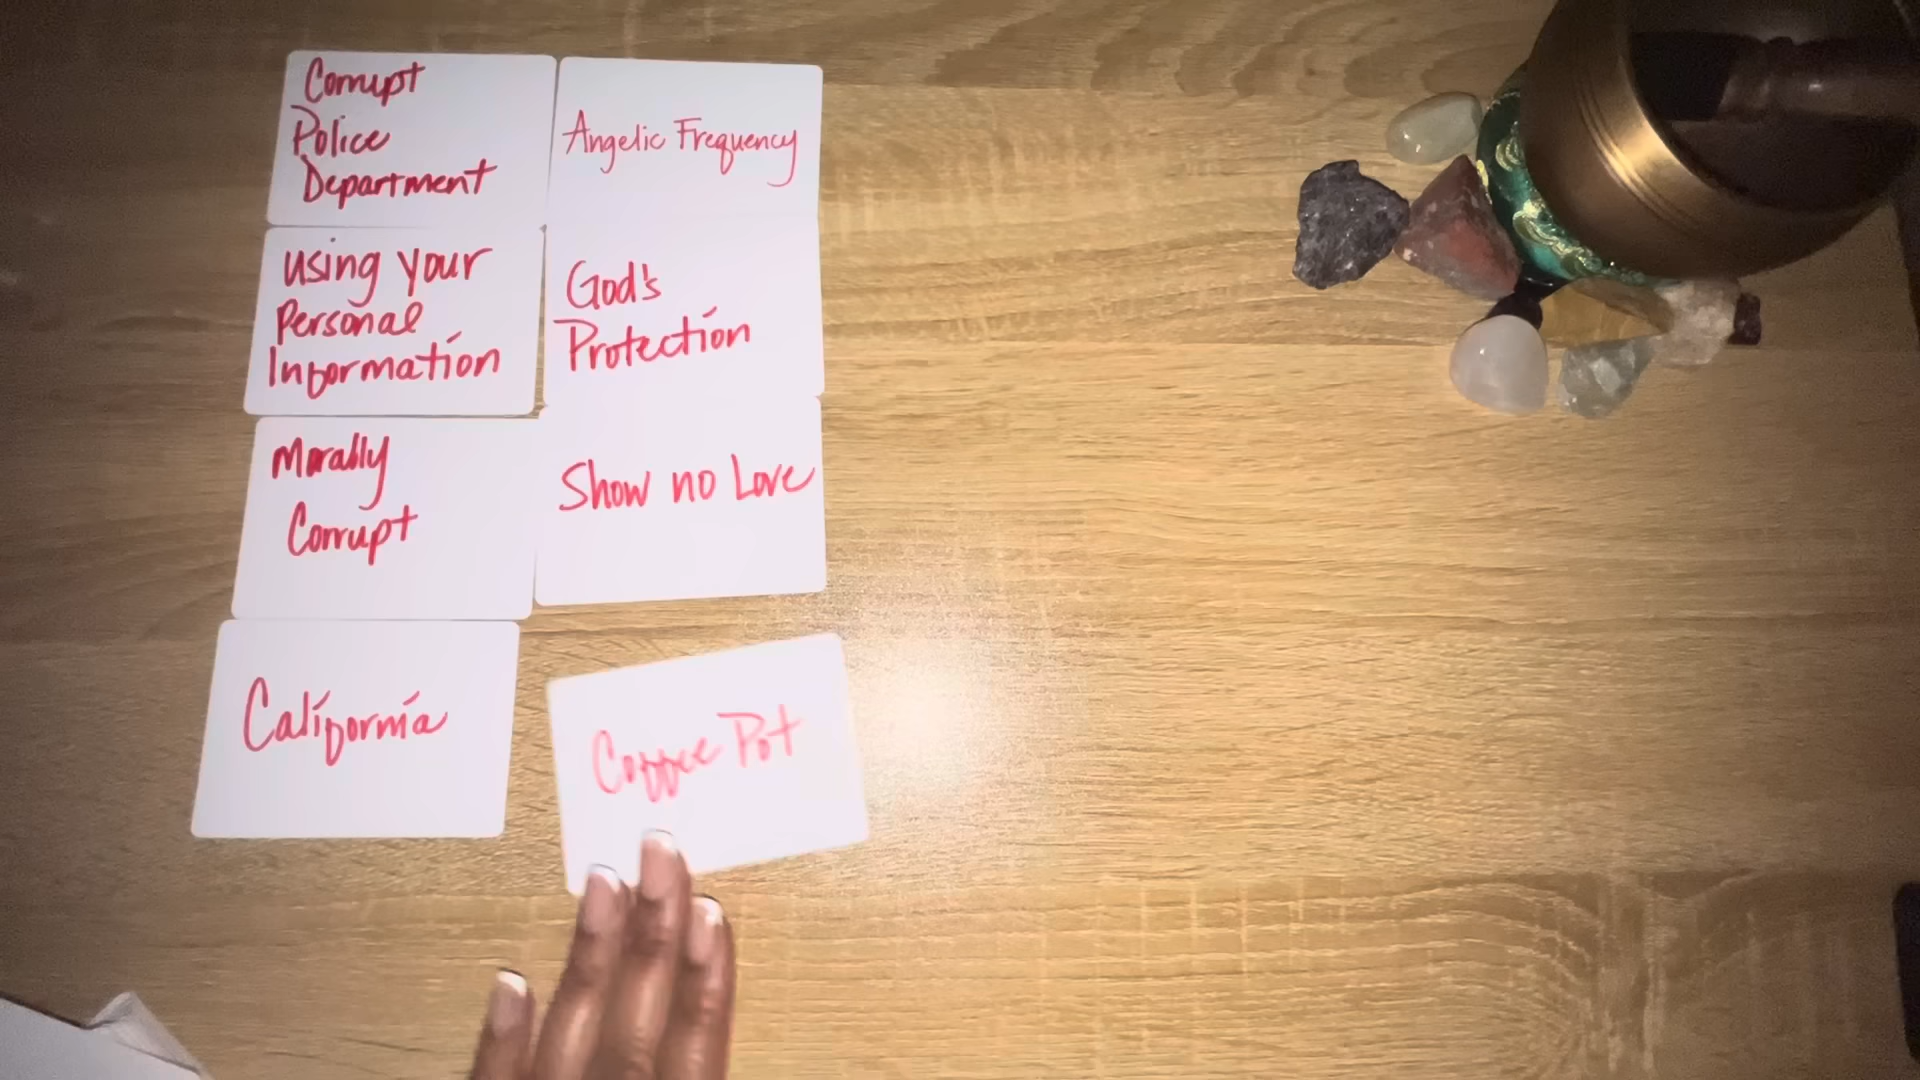 Corrupt
Police
Department
using your
Personal
Information
Morally
Corrupt
California
Angelic Frequency
God's
Protection
Show no Love
Coffee Pot